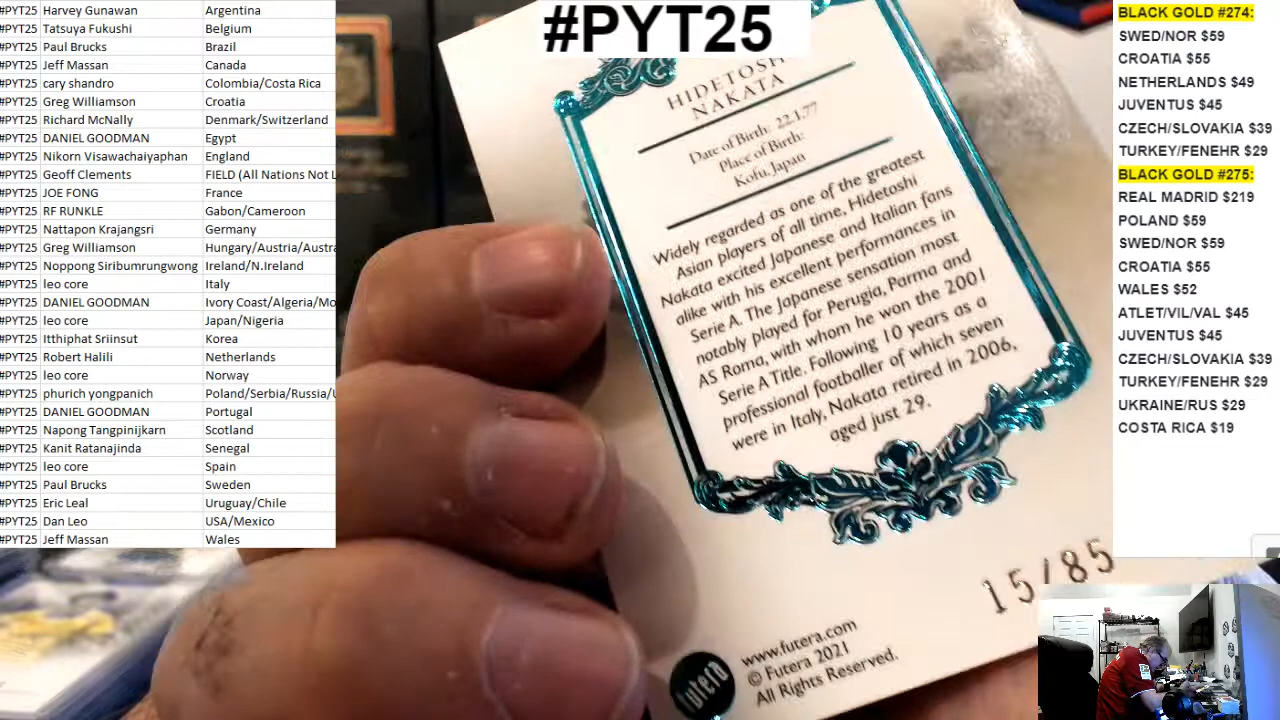 #PYT25 Harvey Gunawan Argentina
#PYT25 Tatsuya Fukushi Belgium
#PYT25 Paul Brucks Brazil
#PYT25 Jeff Massan Canada
#PYT25 cary shandro Colombia/Costa Rica
#PYT25 Greg Williamson Croatia
#PYT25 Richard McNally Denmark/Switzerland
#PYT25 DANIEL GOODMAN Egypt
#PYT25 Nikorn Visawachaiyaphan England
#PYT25 Geoff Clements FIELD (All Nations Not L
#PYT25 JOE FONG France
#PYT25 RF RUNKLE Gabon/Cameroon
#PYT25 Nattapon Krajangsri Germany
#PYT25 Greg Williamson Hungary/Austria/Austra
#PYT25 Noppong Siribumrungwong Ireland/N.Ireland
#PYT25 leo core Italy
#PYT25 DANIEL GOODMAN Ivory Coast/Algeria/Mo
#PYT25 leo core Japan/Nigeria
#PYT25 Itthiphat Sriinsut Korea
#PYT25 Robert Halili Netherlands
#PYT25 leo core Norway
#PYT25 phurich yongpanich Poland/Serbia/Russia/U
#PYT25 DANIEL GOODMAN Portugal
#PYT25 Napong Tangpinijkarn Scotland
#PYT25 Kanit Ratanajinda Senegal
#PYT25 leo core Spain
#PYT25 Paul Brucks Sweden
#PYT25 Eric Leal Uruguay/Chile
#PYT25 Dan Leo USA/Mexico
#PYT25 Jeff Massan Wales
#PYT25
HIDETOSH
NAKATA
Date of Birth: 22.1.77
Place of Birth:
Kofu, Japan
Widely regarded as one of the greatest
Asian players of all time, Hidetoshi
Nakata excited Japanese and Italian fans
alike with his excellent performances in
Serie A. The Japanese sensation most
notably played for Perugia, Parma and
AS Roma, with whom he won the 2001
Serie A Title. Following 10 years as a
professional footballer of which seven
were in Italy, Nakata retired in 2006,
aged just 29.
15/85
futera
www.futera.com
© Futera 2021
All Rights Reserved.
BLACK GOLD #274:
SWED/NOR $59
CROATIA $55
NETHERLANDS $49
JUVENTUS $45
CZECH/SLOVAKIA $39
TURKEY/FENEHR $29
BLACK GOLD #275:
REAL MADRID $219
POLAND $59
SWED/NOR $59
CROATIA $55
WALES $52
ATLET/VIL/VAL $45
JUVENTUS $45
CZECH/SLOVAKIA $39
TURKEY/FENEHR $29
UKRAINE/RUS $29
COSTA RICA $19